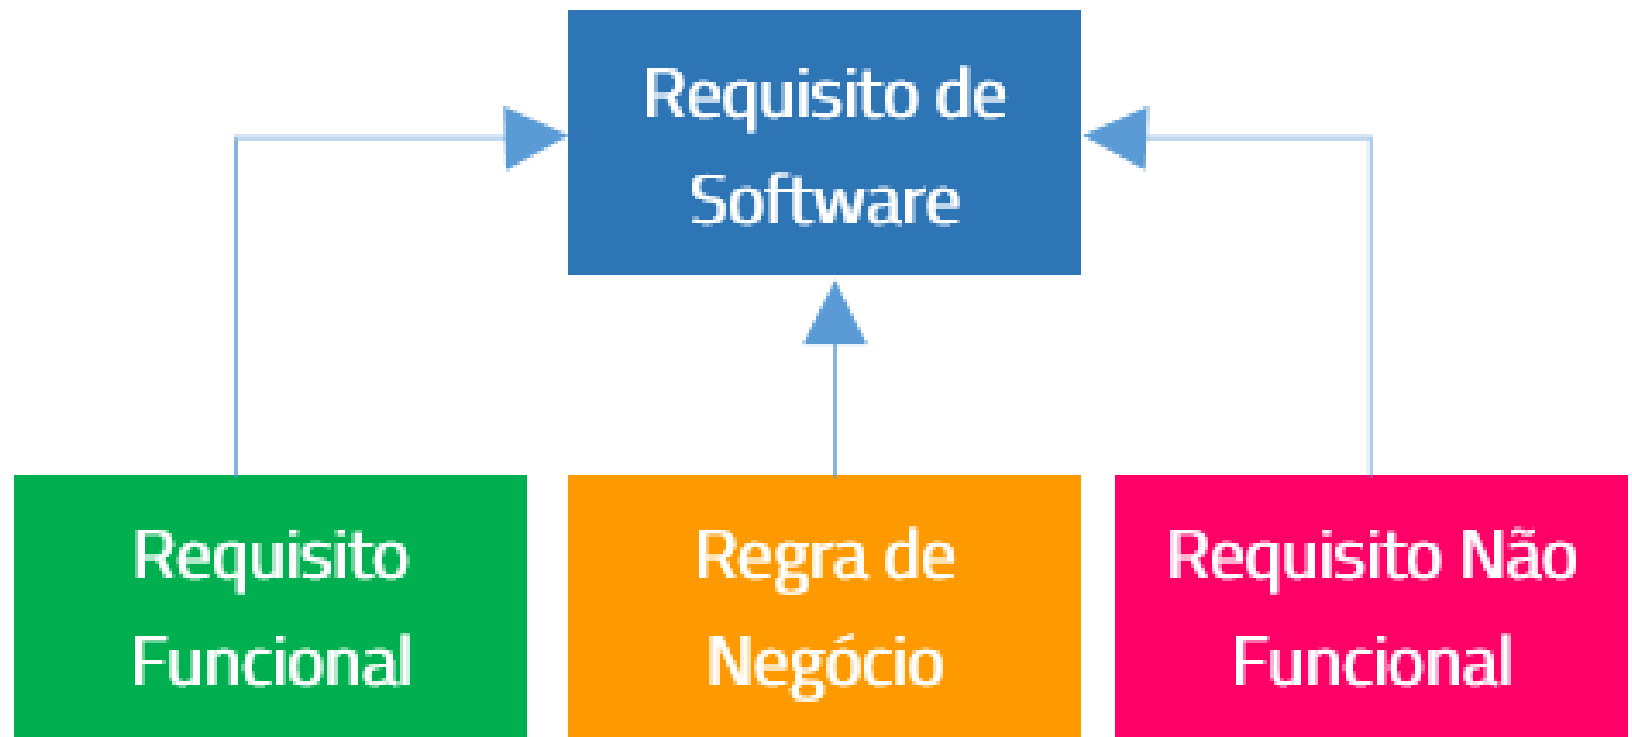 Requisito de
Software
Requisito
Funcional
Regra de
Negócio
Requisito Não
Funcional